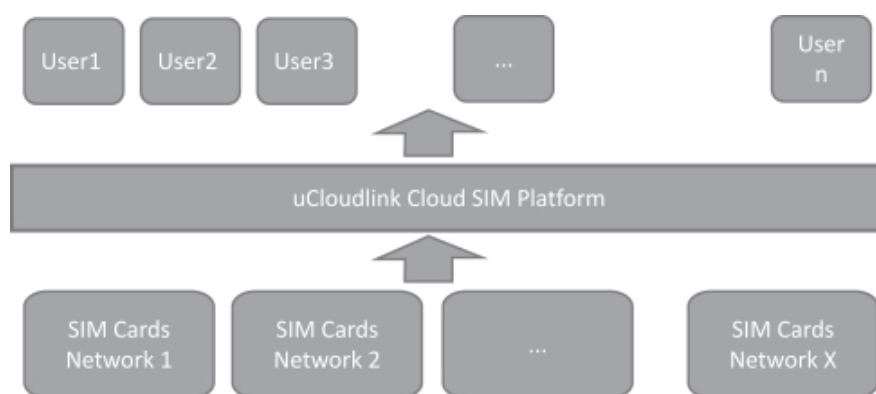 User1
User2
User3
...
User
n
uCloudlink Cloud SIM Platform
SIM Cards
Network 1
SIM Cards
Network 2
...
SIM Cards
Network X